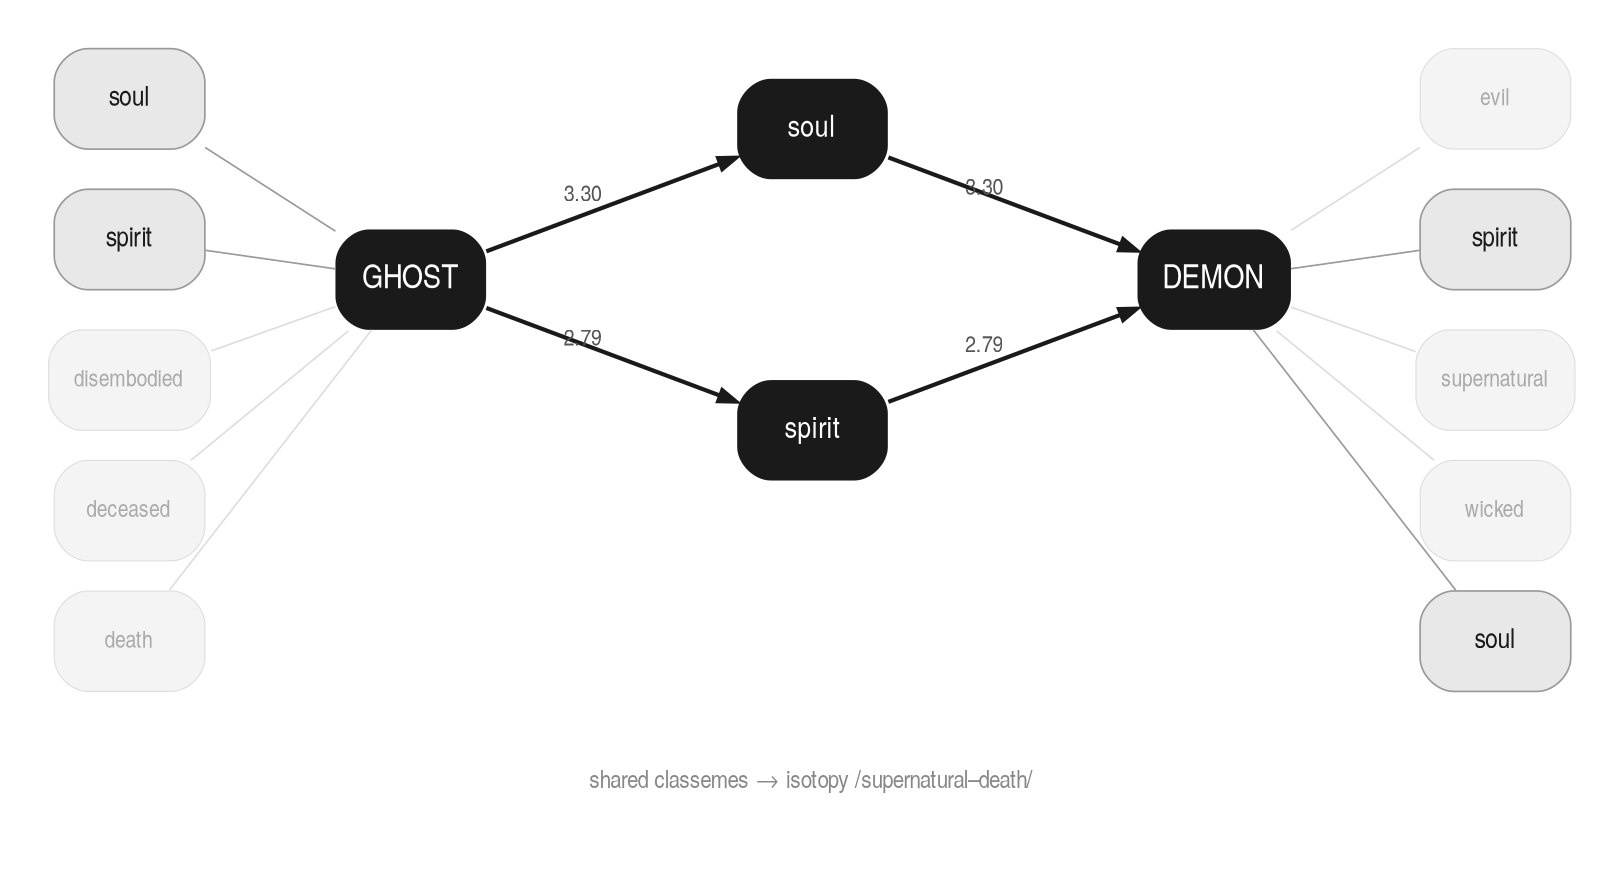 soul
spirit
disembodied
deceased
death
GHOST
3.30
2.79
soul
spirit
3.30
2.79
DEMON
evil
spirit
supernatural
wicked
soul
shared classemes → isotopy /supernatural–death/